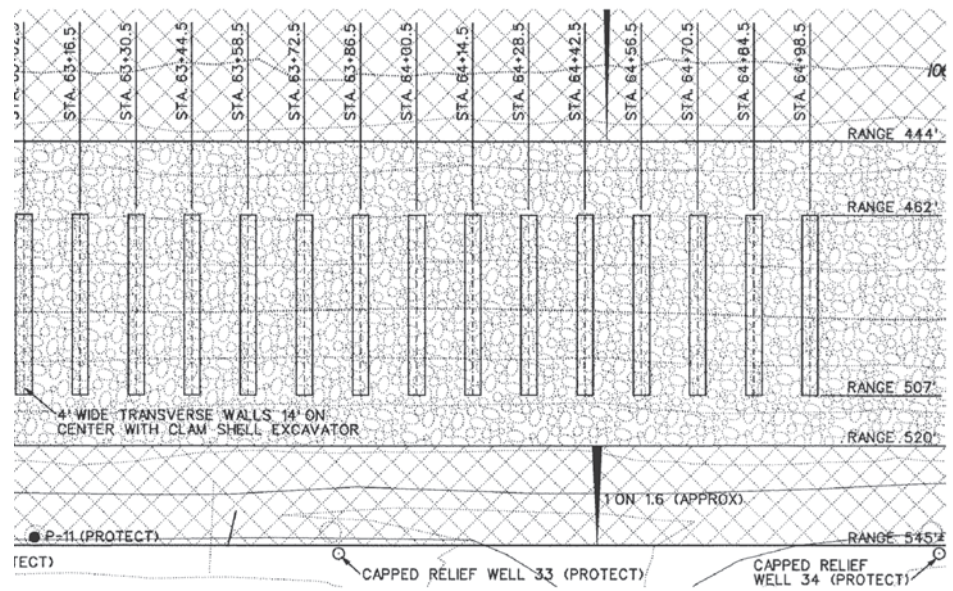 STA. 63+16.5
STA. 63+30.5
STA. 63+44.5
STA. 63+58.5
STA. 63+72.5
STA. 63+86.5
STA. 64+00.5
STA. 64+14.5
STA. 64+28.5
STA. 64+42.5
STA. 64+56.5
STA. 64+70.5
STA. 64+84.5
STA. 64+98.5
RANGE 444'
RANGE 462'
RANGE 507'
4' WIDE TRANSVERSE WALLS 14' ON
CENTER WITH CLAM SHELL EXCAVATOR
RANGE 520'
1 ON 1.6 (APPROX)
P-11 (PROTECT)
RANGE 545'±
TECT)
CAPPED RELIEF WELL 33 (PROTECT)
CAPPED RELIEF
WELL 34 (PROTECT)